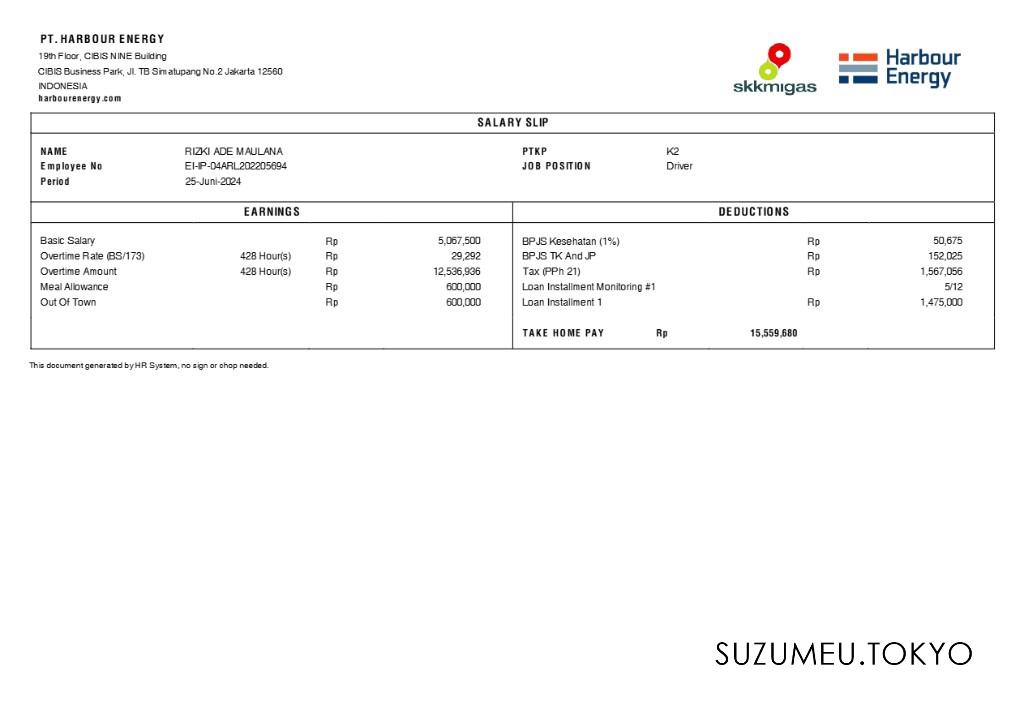 PT. HARBOUR ENERGY
19th Floor, CIBIS NINE Building
CIBIS Business Park, Jl. TB Simatupang No.2 Jakarta 12560
INDONESIA
harbourenergy.com
skkmigas
Harbour
Energy
SALARY SLIP
NAME RIZKI ADE MAULANA PTKP K2
Employee No EI-IP-04ARL202205694 JOB POSITION Driver
Period 25-Juni-2024
EARNINGS DEDUCTIONS
Basic Salary Rp 5,067,500 BPJS Kesehatan (1%) Rp 50,675
Overtime Rate (BS/173) 428 Hour(s) Rp 29,292 BPJS TK And JP Rp 152,025
Overtime Amount 428 Hour(s) Rp 12,536,936 Tax (PPh 21) Rp 1,567,056
Meal Allowance Rp 600,000 Loan Installment Monitoring #1 5/12
Out Of Town Rp 600,000 Loan Installment 1 Rp 1,475,000
TAKE HOME PAY Rp 15,559,680
This document generated by HR System, no sign or chop needed.
SUZUMEU.TOKYO